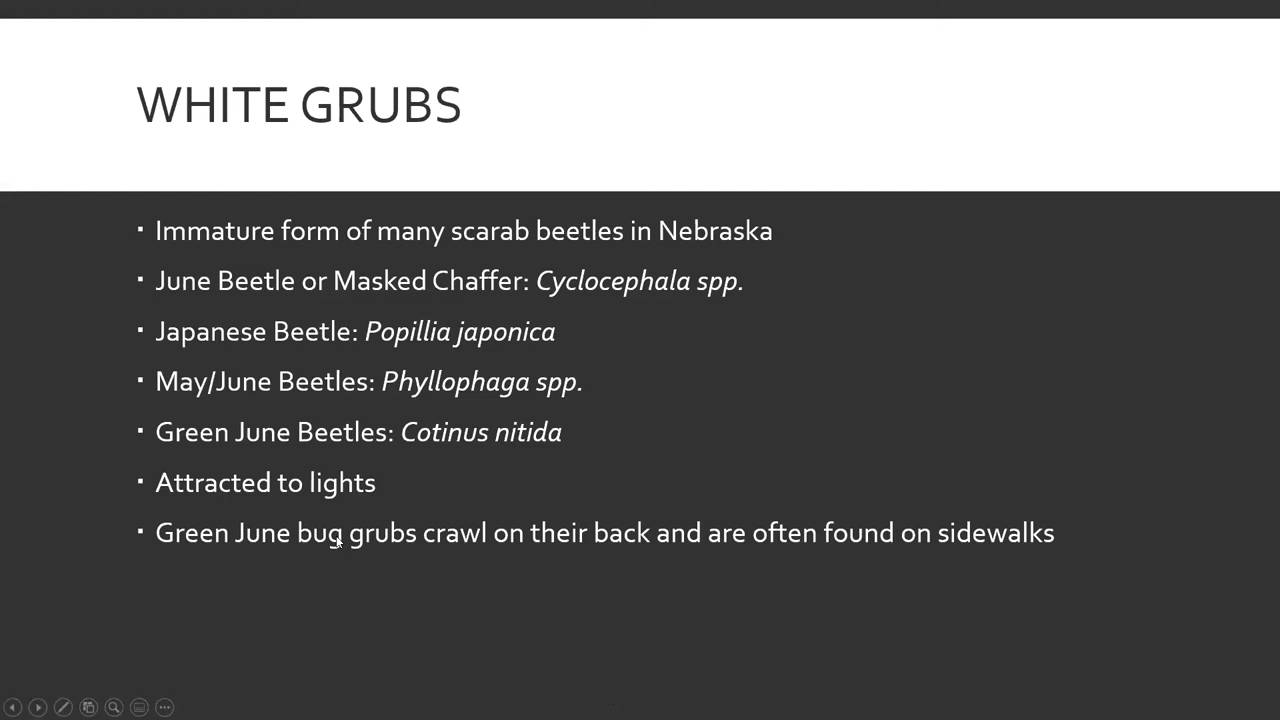 WHITE GRUBS
▪ Immature form of many scarab beetles in Nebraska
▪ June Beetle or Masked Chaffer: Cyclocephala spp.
▪ Japanese Beetle: Popillia japonica
▪ May/June Beetles: Phyllophaga spp.
▪ Green June Beetles: Cotinus nitida
▪ Attracted to lights
▪ Green June bug grubs crawl on their back and are often found on sidewalks